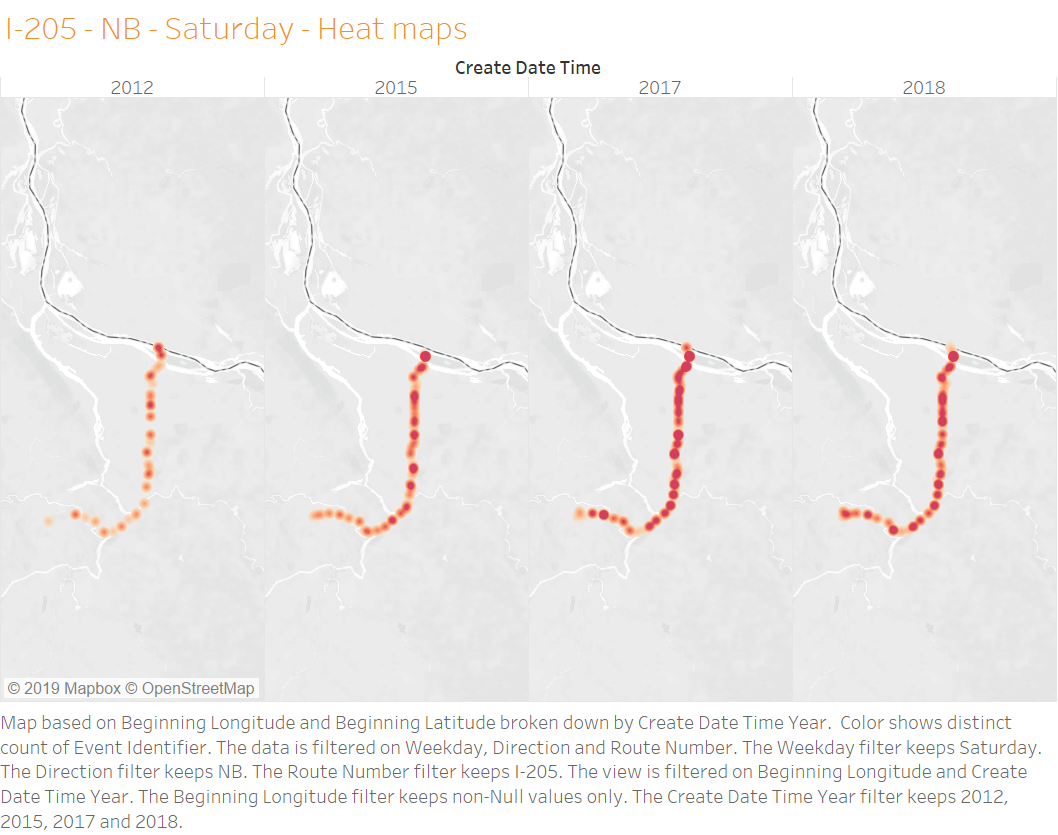 I-205 - NB - Saturday - Heat maps
Create Date Time
2012 2015 2017 2018
© 2019 Mapbox © OpenStreetMap
Map based on Beginning Longitude and Beginning Latitude broken down by Create Date Time Year.  Color shows distinct
count of Event Identifier. The data is filtered on Weekday, Direction and Route Number. The Weekday filter keeps Saturday.
The Direction filter keeps NB. The Route Number filter keeps I-205. The view is filtered on Beginning Longitude and Create
Date Time Year. The Beginning Longitude filter keeps non-Null values only. The Create Date Time Year filter keeps 2012,
2015, 2017 and 2018.